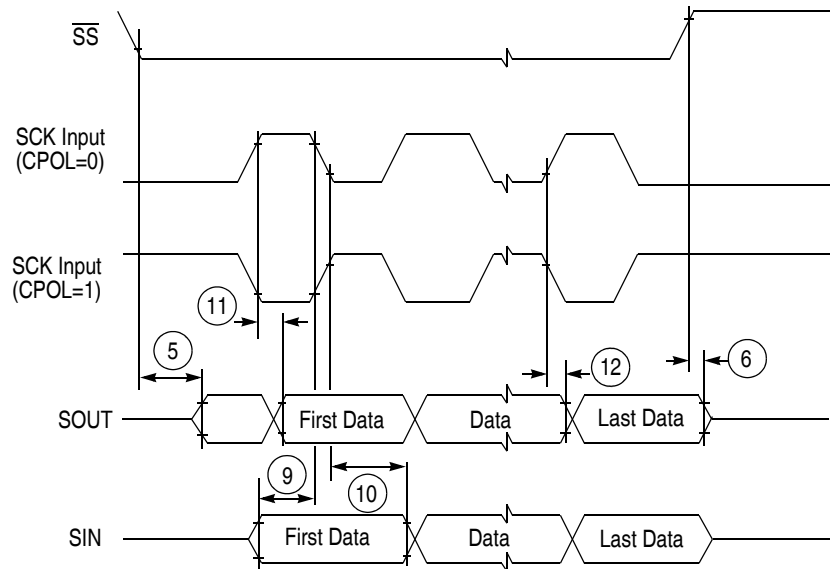 S̅S̅
SCK Input
(CPOL=0)
SCK Input
(CPOL=1)
11
5
12
6
SOUT
First Data
Data
Last Data
9
10
SIN
First Data
Data
Last Data